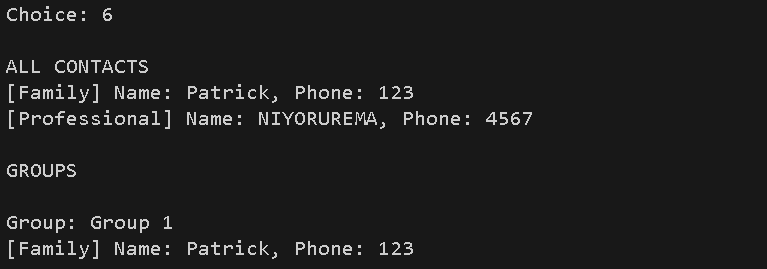 Choice: 6
ALL CONTACTS
[Family] Name: Patrick, Phone: 123
[Professional] Name: NIYORUREMA, Phone: 4567
GROUPS
Group: Group 1
[Family] Name: Patrick, Phone: 123